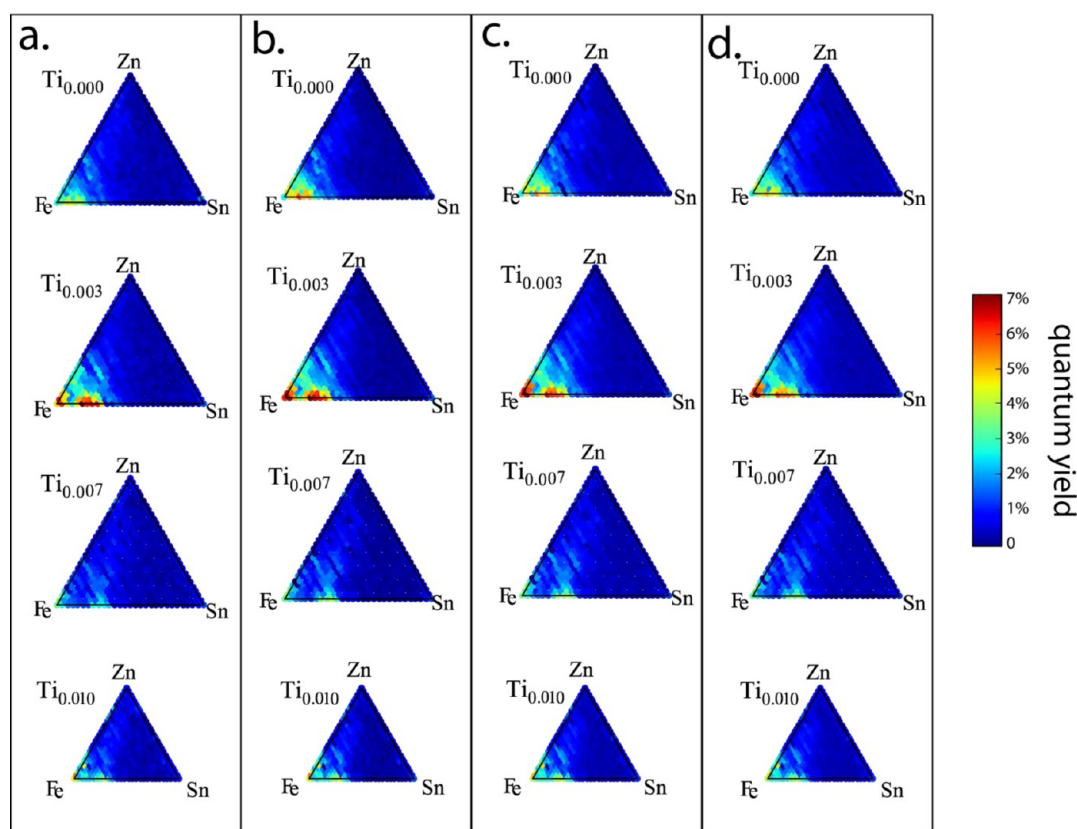 a.
Zn
Ti0.000
Fe
Sn
Zn
Ti0.003
Fe
Sn
Zn
Ti0.007
Fe
Sn
Zn
Ti0.010
Fe
Sn
b.
Zn
Ti0.000
Fe
Sn
Zn
Ti0.003
Fe
Sn
Zn
Ti0.007
Fe
Sn
Zn
Ti0.010
Fe
Sn
c.
Zn
Ti0.000
Fe
Sn
Zn
Ti0.003
Fe
Sn
Zn
Ti0.007
Fe
Sn
Zn
Ti0.010
Fe
Sn
d.
Zn
Ti0.000
Fe
Sn
Zn
Ti0.003
Fe
Sn
Zn
Ti0.007
Fe
Sn
Zn
Ti0.010
Fe
Sn
7%
6%
5%
4%
3%
2%
1%
0
quantum yield